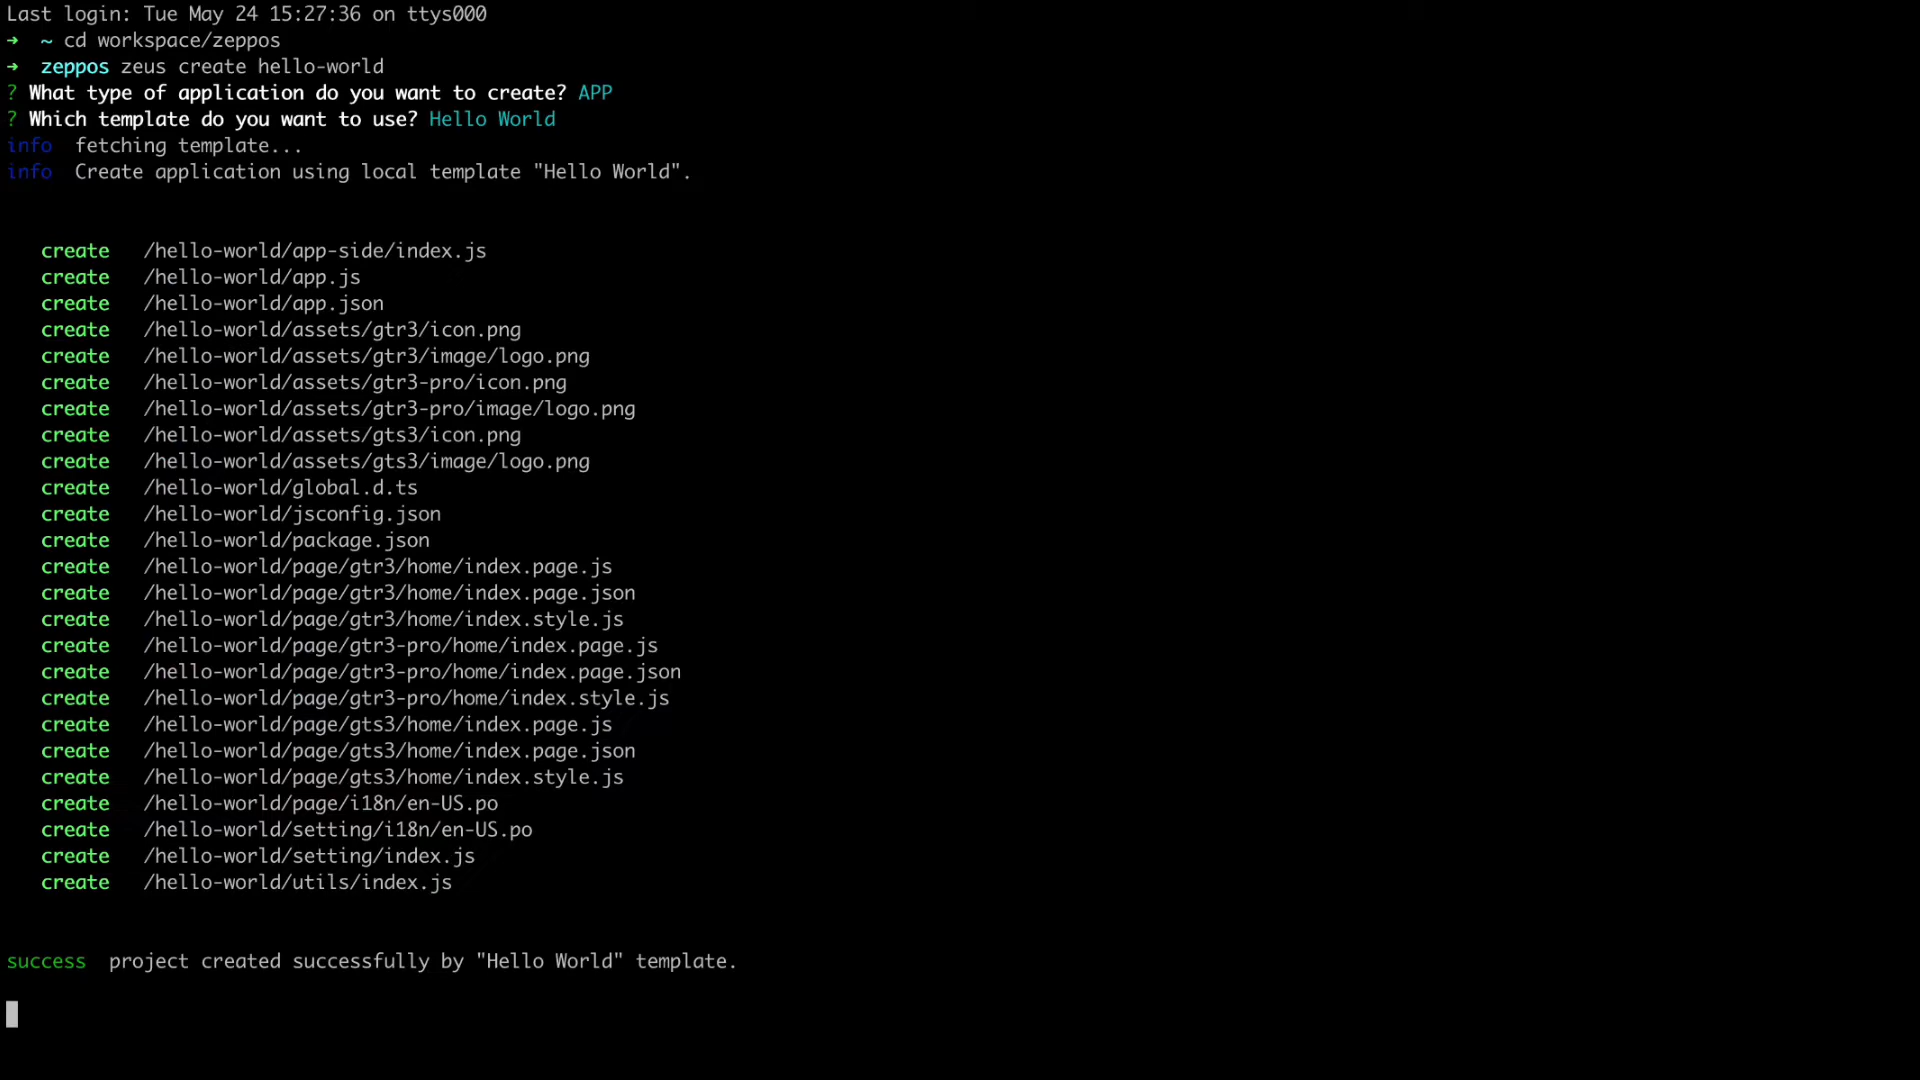 Last login: Tue May 24 15:27:36 on ttys000
➜  ~ cd workspace/zeppos
➜  zeppos zeus create hello-world
? What type of application do you want to create? APP
? Which template do you want to use? Hello World
info  fetching template...
info  Create application using local template "Hello World".
create   /hello-world/app-side/index.js
create   /hello-world/app.js
create   /hello-world/app.json
create   /hello-world/assets/gtr3/icon.png
create   /hello-world/assets/gtr3/image/logo.png
create   /hello-world/assets/gtr3-pro/icon.png
create   /hello-world/assets/gtr3-pro/image/logo.png
create   /hello-world/assets/gts3/icon.png
create   /hello-world/assets/gts3/image/logo.png
create   /hello-world/global.d.ts
create   /hello-world/jsconfig.json
create   /hello-world/package.json
create   /hello-world/page/gtr3/home/index.page.js
create   /hello-world/page/gtr3/home/index.page.json
create   /hello-world/page/gtr3/home/index.style.js
create   /hello-world/page/gtr3-pro/home/index.page.js
create   /hello-world/page/gtr3-pro/home/index.page.json
create   /hello-world/page/gtr3-pro/home/index.style.js
create   /hello-world/page/gts3/home/index.page.js
create   /hello-world/page/gts3/home/index.page.json
create   /hello-world/page/gts3/home/index.style.js
create   /hello-world/page/i18n/en-US.po
create   /hello-world/setting/i18n/en-US.po
create   /hello-world/setting/index.js
create   /hello-world/utils/index.js
success  project created successfully by "Hello World" template.